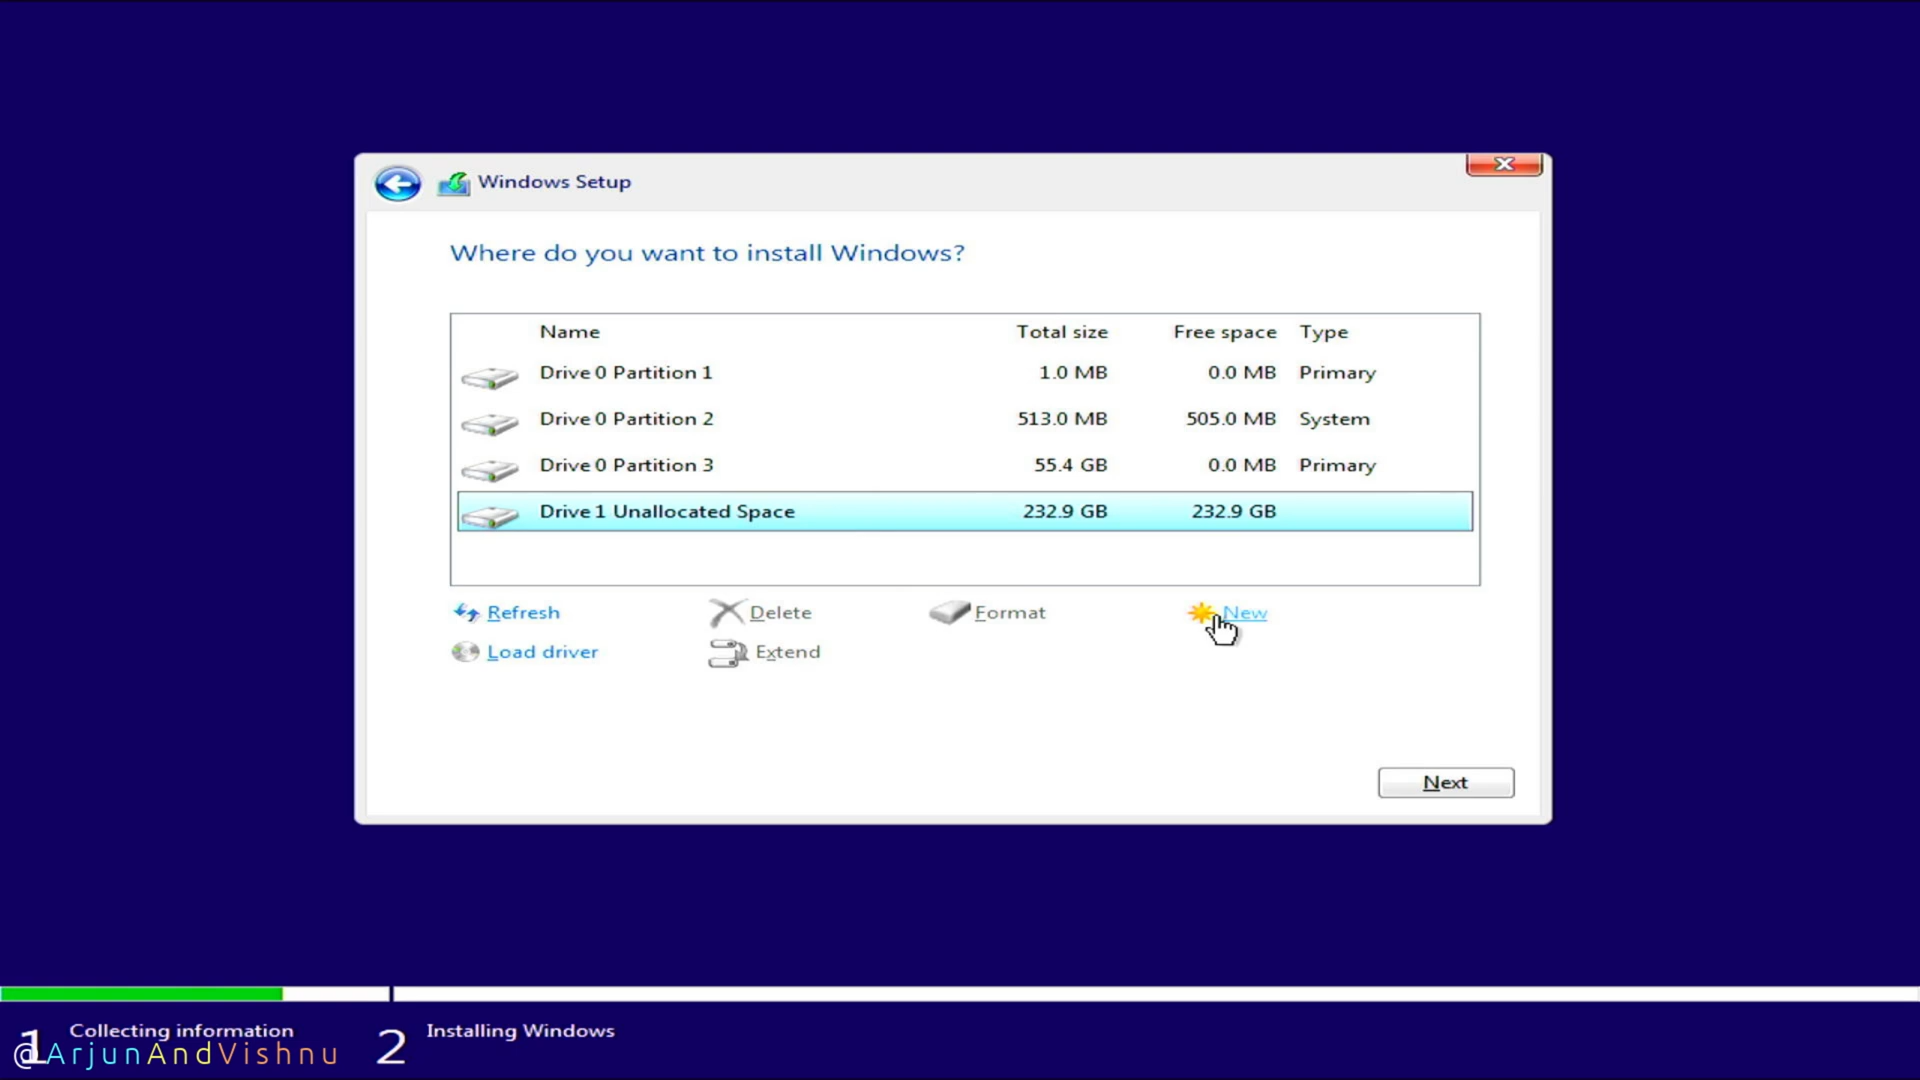 Windows Setup
Where do you want to install Windows?
Name Total size Free space Type
Drive 0 Partition 1 1.0 MB 0.0 MB Primary
Drive 0 Partition 2 513.0 MB 505.0 MB System
Drive 0 Partition 3 55.4 GB 0.0 MB Primary
Drive 1 Unallocated Space 232.9 GB 232.9 GB
Refresh Delete Format New
Load driver Extend
Next
1 Collecting information 2 Installing Windows
@ArjunAndVishnu